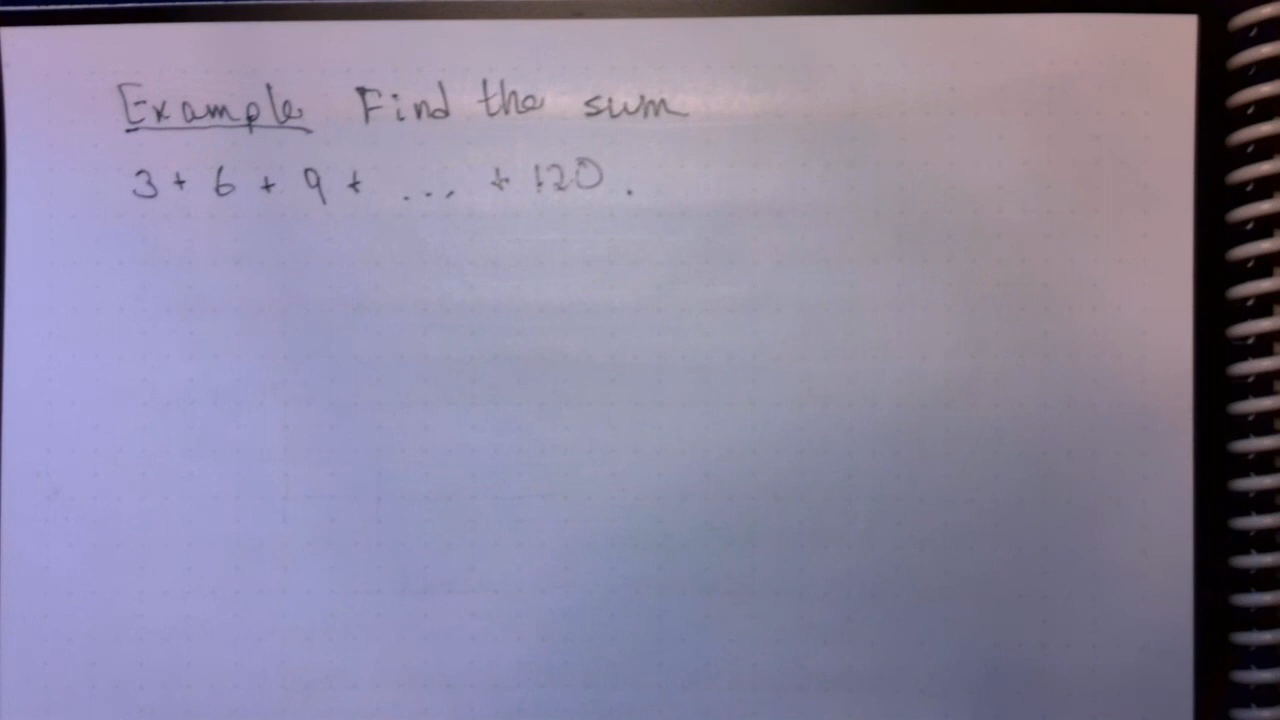 Example Find the sum
3 + 6 + 9 + ... + 120.